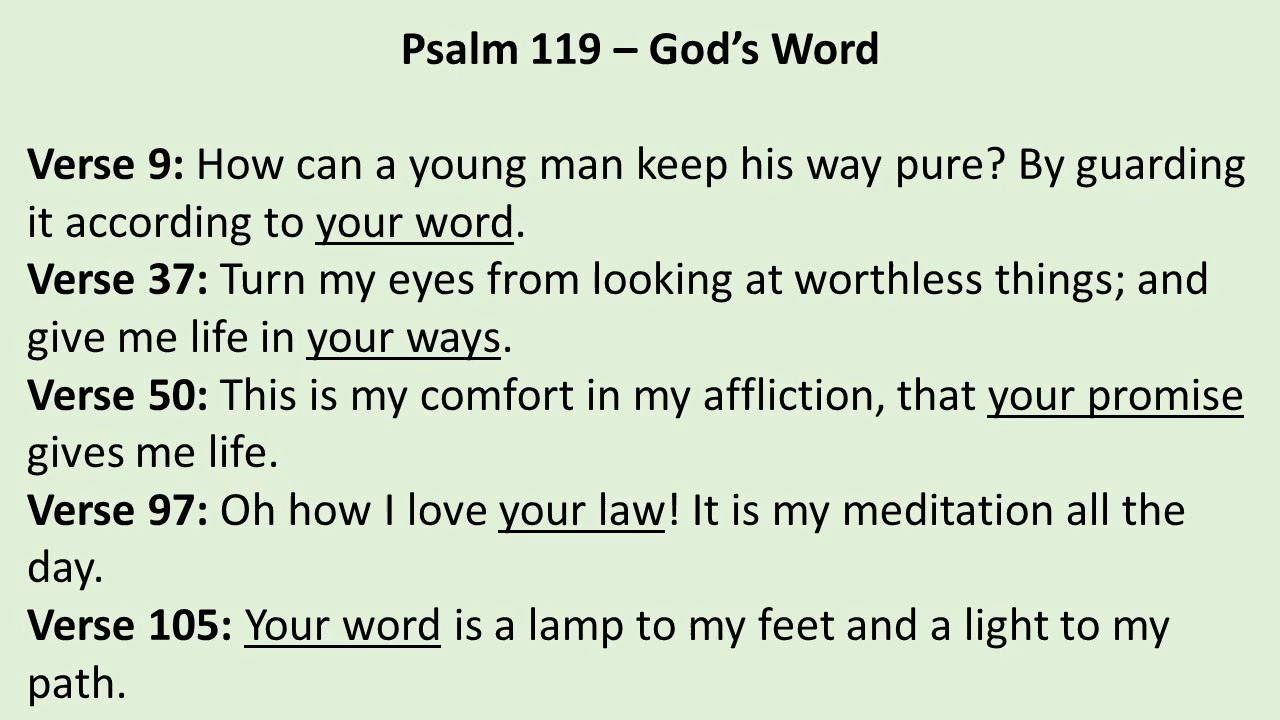 Psalm 119 – God’s Word
Verse 9: How can a young man keep his way pure? By guarding
it according to your word.
Verse 37: Turn my eyes from looking at worthless things; and
give me life in your ways.
Verse 50: This is my comfort in my affliction, that your promise
gives me life.
Verse 97: Oh how I love your law! It is my meditation all the
day.
Verse 105: Your word is a lamp to my feet and a light to my
path.